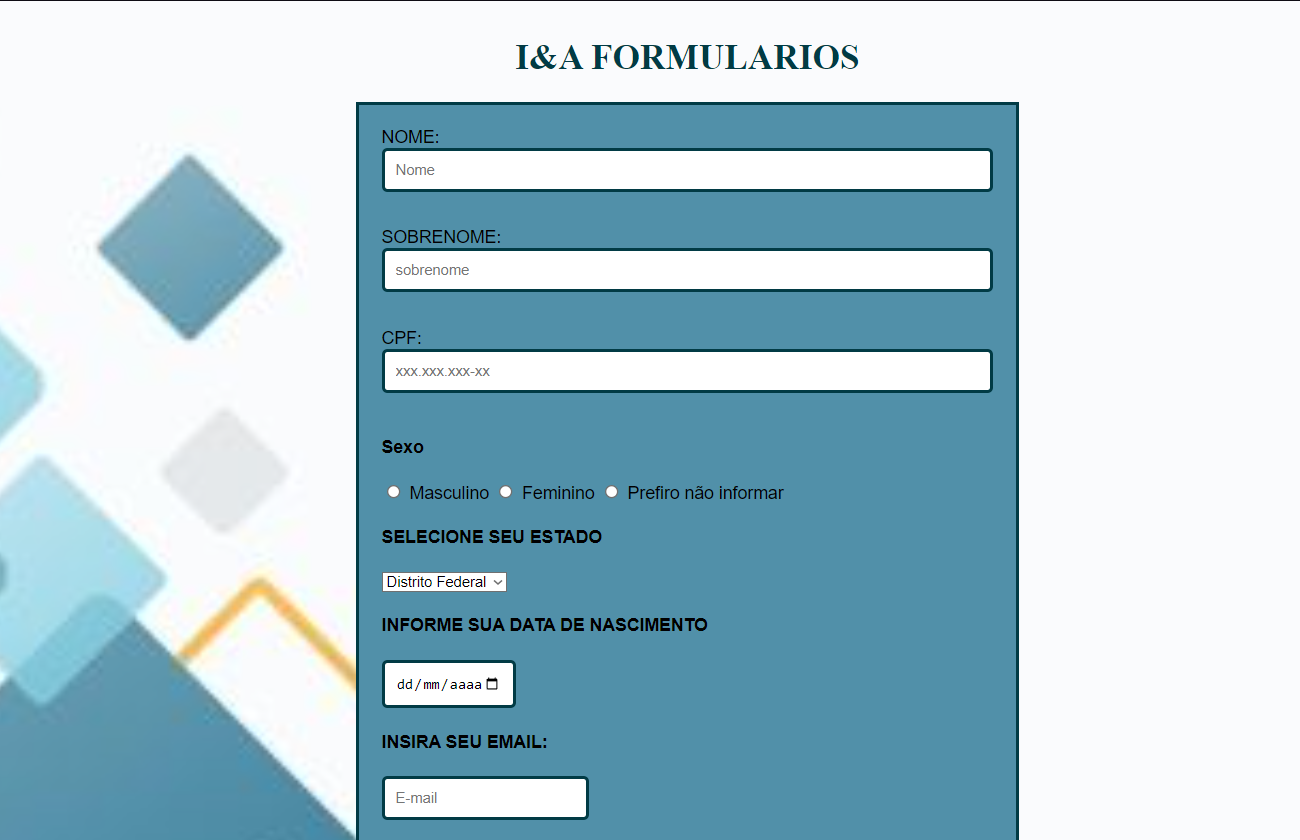 I&A FORMULARIOS
NOME:
Nome
SOBRENOME:
sobrenome
CPF:
xxx.xxx.xxx-xx
Sexo
Masculino Feminino Prefiro não informar
SELECIONE SEU ESTADO
Distrito Federal
INFORME SUA DATA DE NASCIMENTO
dd/mm/aaaa
INSIRA SEU EMAIL:
E-mail